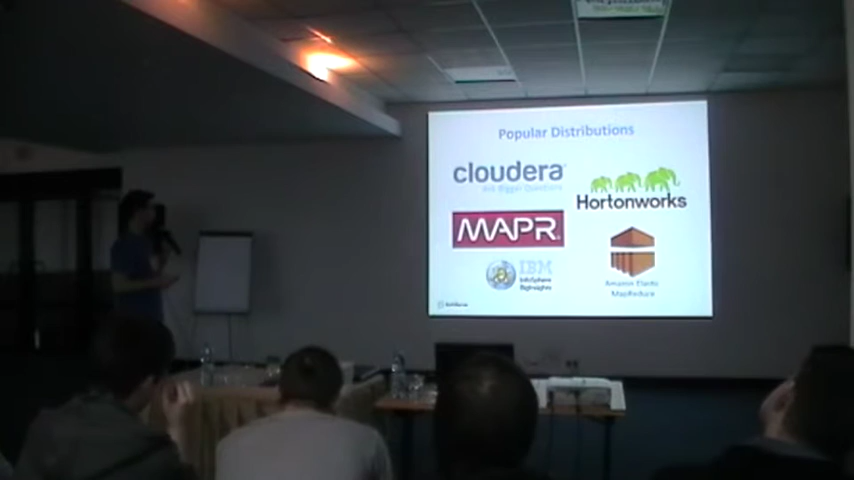 Popular Distributions
cloudera
Ask Bigger Questions
Hortonworks
MAPR
IBM
InfoSphere
BigInsights
Amazon Elastic
MapReduce